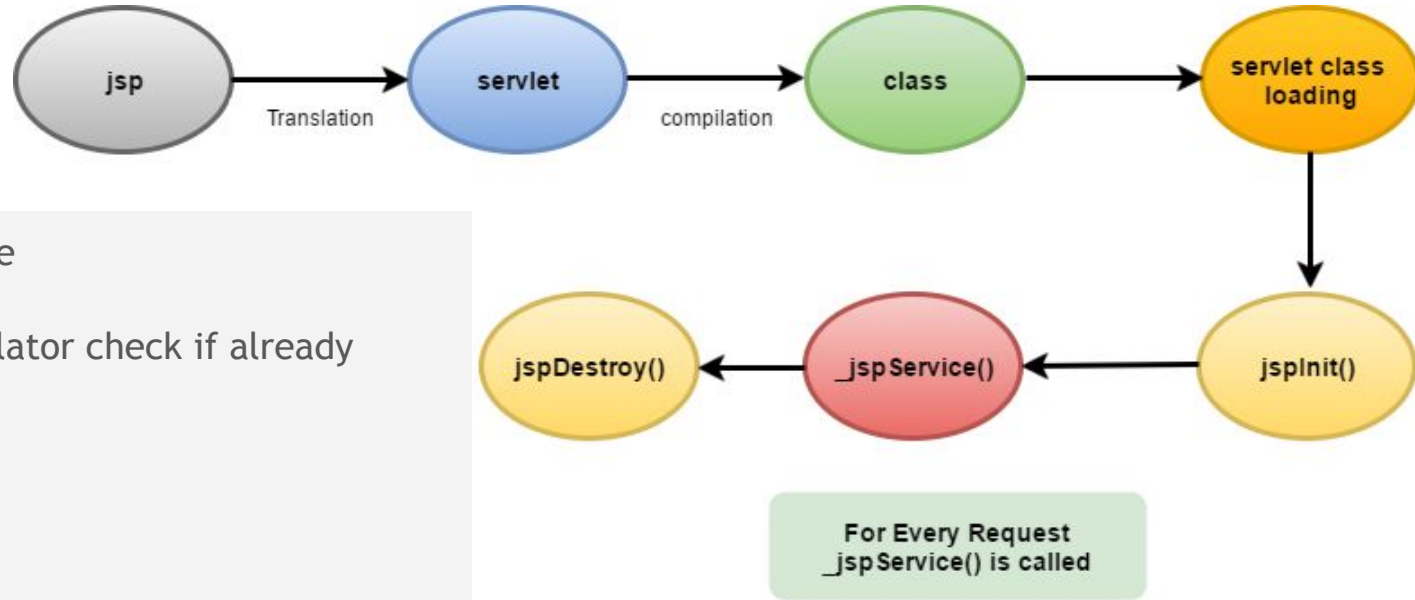 jsp
Translation
servlet
compilation
class
servlet class
loading
jspInit()
_jspService()
jspDestroy()
For Every Request
_jspService() is called
check if already